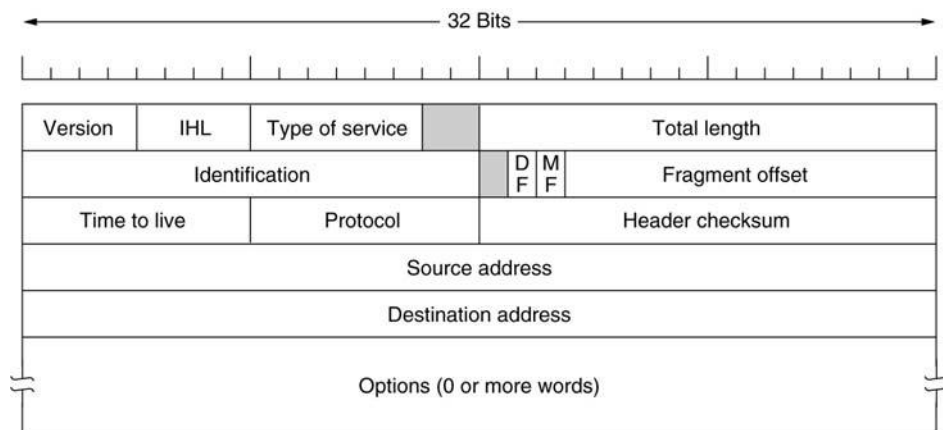 32 Bits
Version IHL Type of service Total length
Identification D F M F Fragment offset
Time to live Protocol Header checksum
Source address
Destination address
Options (0 or more words)